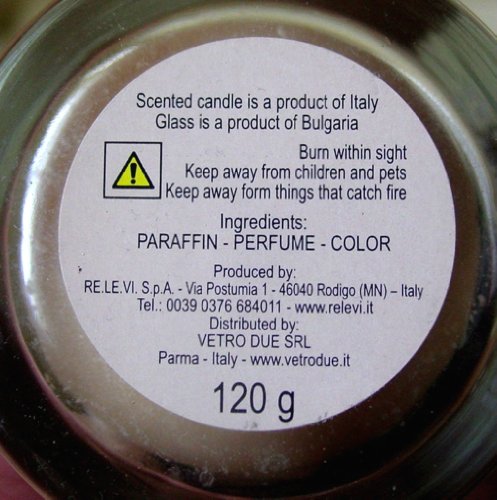 Scented candle is a product of Italy
Glass is a product of Bulgaria
Burn within sight
Keep away from children and pets
Keep away form things that catch fire
Ingredients:
PARAFFIN - PERFUME - COLOR
Produced by:
RE.LE.VI. S.p.A. - Via Postumia 1 - 46040 Rodigo (MN) – Italy
Tel.: 0039 0376 684011 - www.relevi.it
Distributed by:
VETRO DUE SRL
Parma - Italy - www.vetrodue.it
120 g